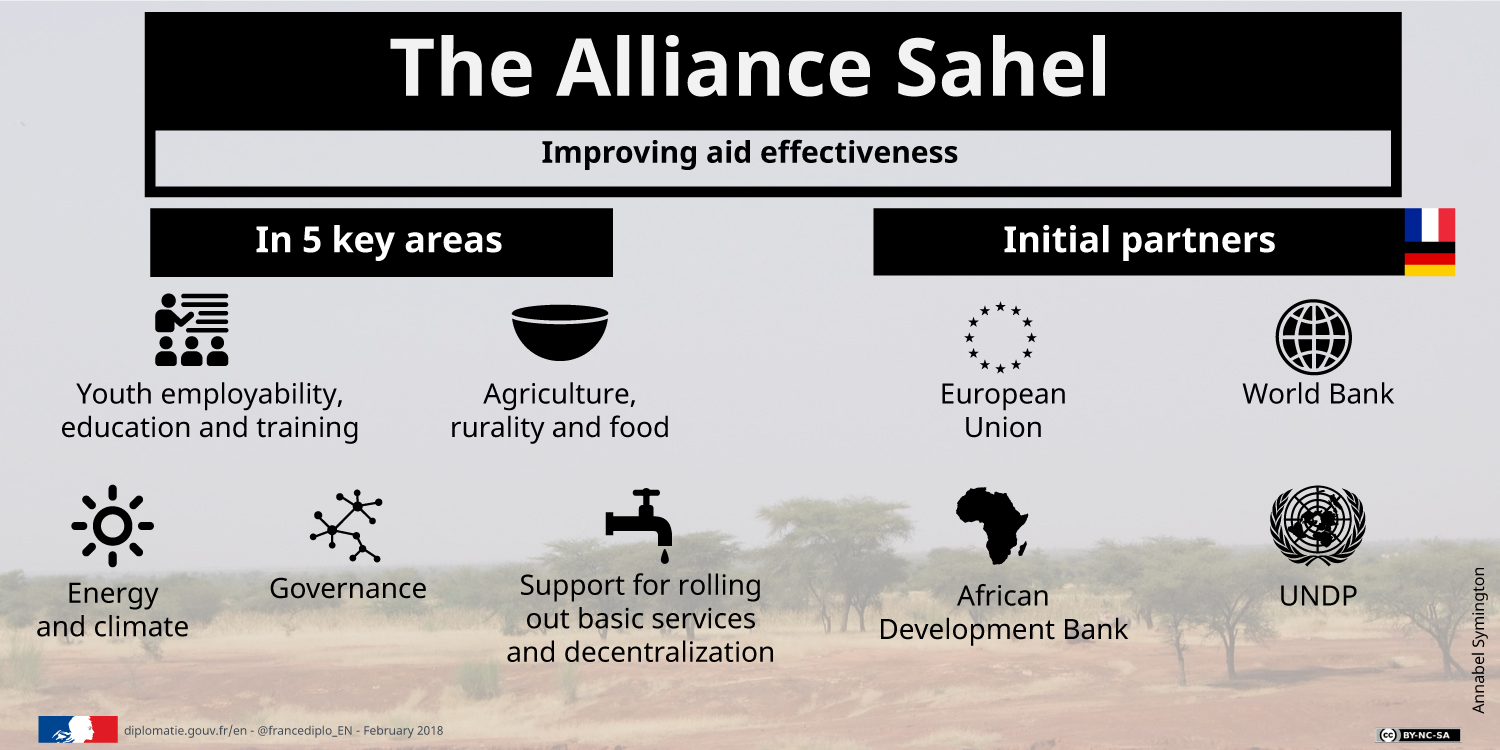 The Alliance Sahel
Improving aid effectiveness
In 5 key areas
Youth employability,
education and training
Agriculture,
rurality and food
Energy
and climate
Governance
Support for rolling
out basic services
and decentralization
Initial partners
European
Union
World Bank
African
Development Bank
UNDP
Annabel Symington
diplomatie.gouv.fr/en - @francediplo_EN - February 2018
cc BY-NC-SA